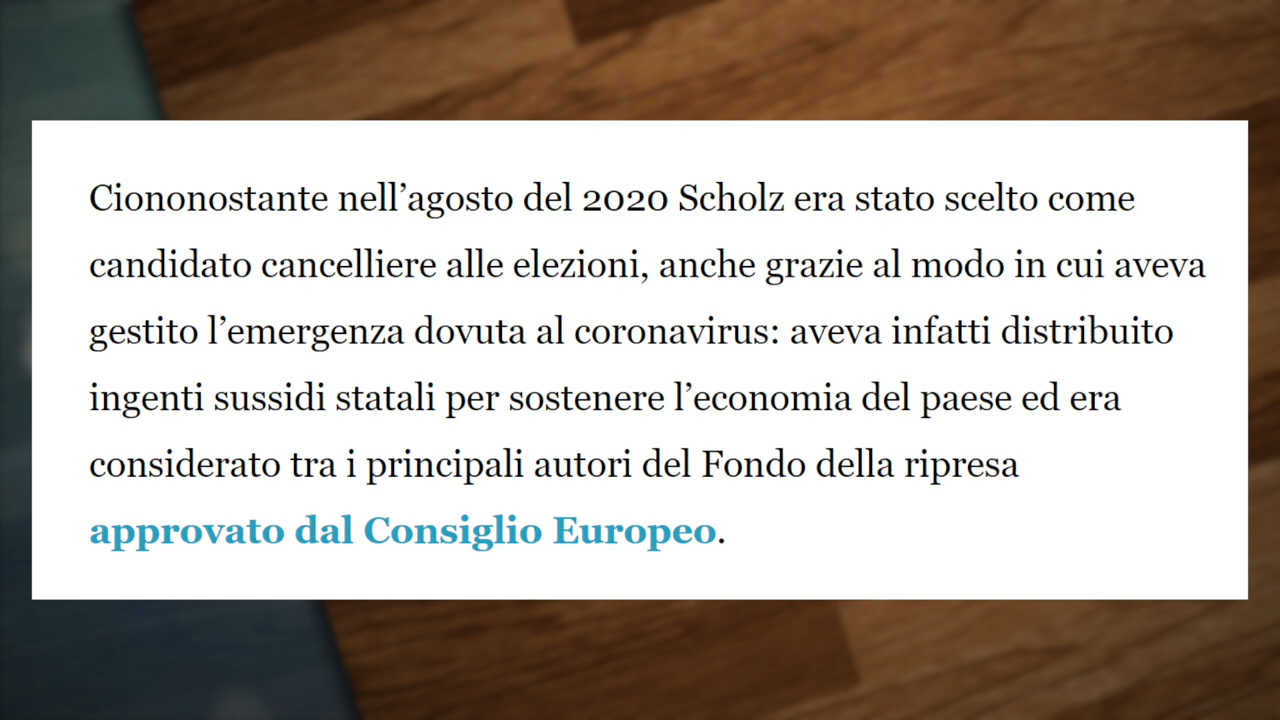 Ciononostante nell’agosto del 2020 Scholz era stato scelto come
candidato cancelliere alle elezioni, anche grazie al modo in cui aveva
gestito l’emergenza dovuta al coronavirus: aveva infatti distribuito
ingenti sussidi statali per sostenere l’economia del paese ed era
considerato tra i principali autori del Fondo della ripresa
approvato dal Consiglio Europeo.